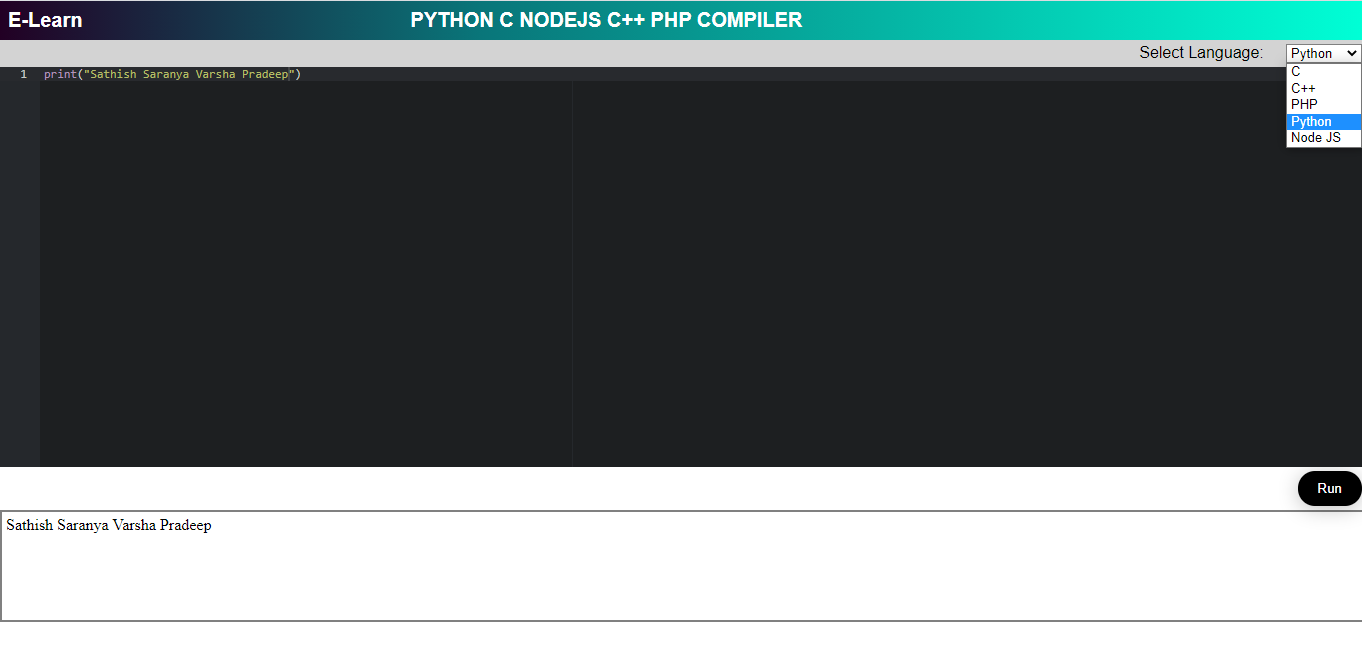 E-Learn PYTHON C NODEJS C++ PHP COMPILER
Select Language: Python
C
C++
PHP
Python
Node JS
1 print("Sathish Saranya Varsha Pradeep")
Run
Sathish Saranya Varsha Pradeep